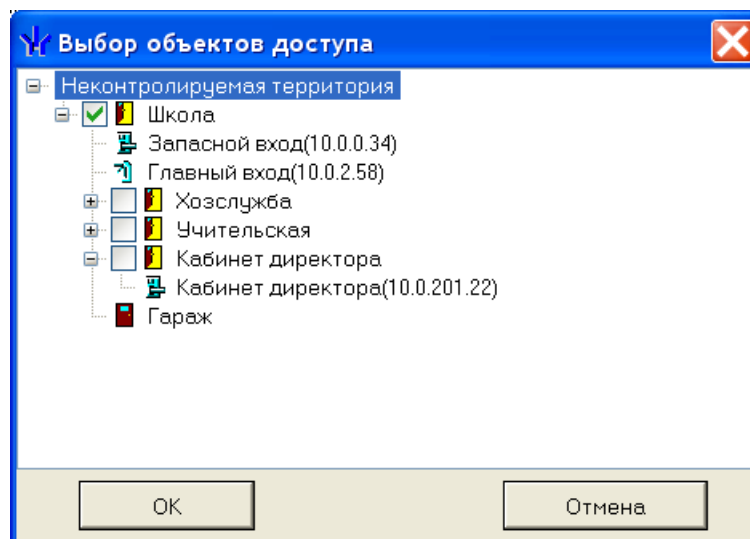 Выбор объектов доступа
Неконтролируемая территория
Школа
Запасной вход(10.0.0.34)
Главный вход(10.0.2.58)
Хозслужба
Учительская
Кабинет директора
Кабинет директора(10.0.201.22)
Гараж
OK
Отмена